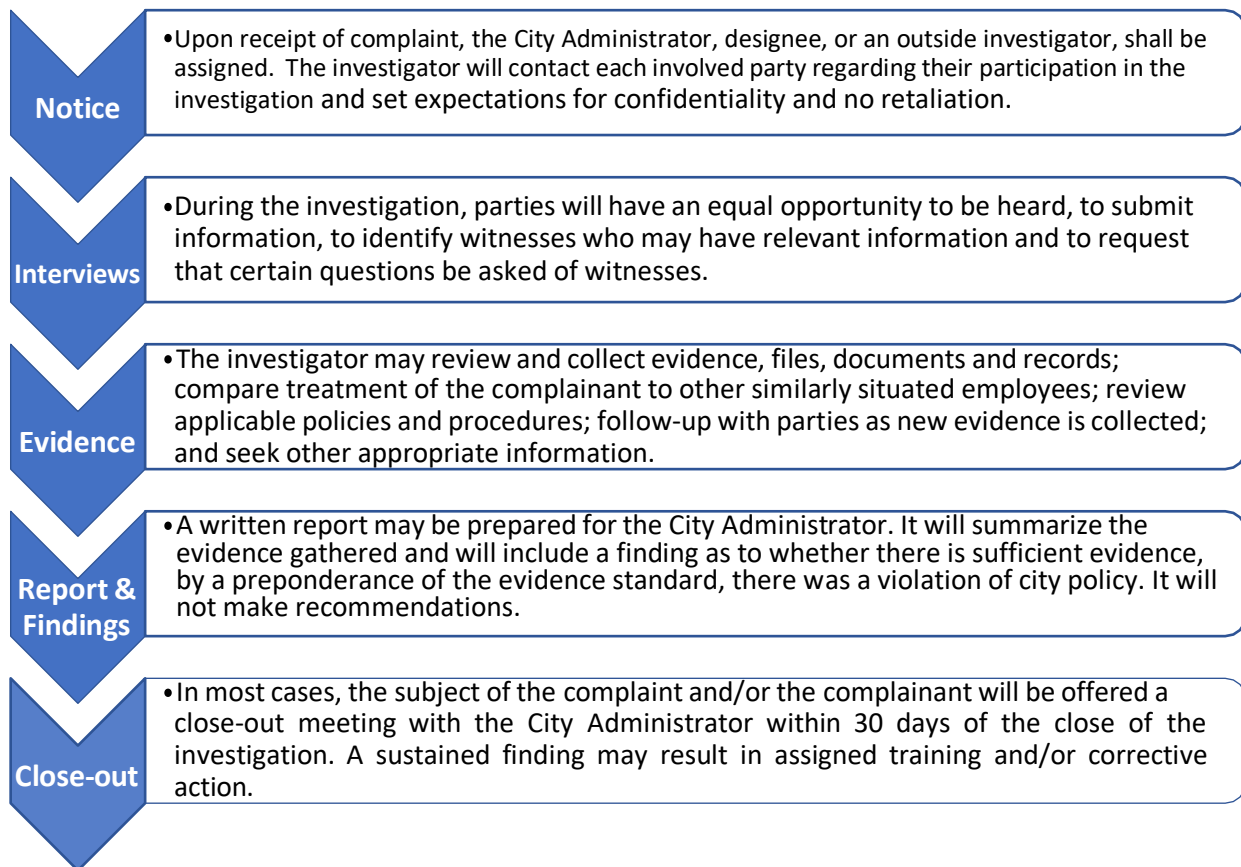 Notice
•Upon receipt of complaint, the City Administrator, designee, or an outside investigator, shall be
assigned.  The investigator will contact each involved party regarding their participation in the
investigation and set expectations for confidentiality and no retaliation.
Interviews
•During the investigation, parties will have an equal opportunity to be heard, to submit
information, to identify witnesses who may have relevant information and to request
that certain questions be asked of witnesses.
Evidence
•The investigator may review and collect evidence, files, documents and records;
compare treatment of the complainant to other similarly situated employees; review
applicable policies and procedures; follow-up with parties as new evidence is collected;
and seek other appropriate information.
Report &
Findings
•A written report may be prepared for the City Administrator. It will summarize the
evidence gathered and will include a finding as to whether there is sufficient evidence,
by a preponderance of the evidence standard, there was a violation of city policy. It will
not make recommendations.
Close-out
•In most cases, the subject of the complaint and/or the complainant will be offered a
close-out meeting with the City Administrator within 30 days of the close of the
investigation. A sustained finding may result in assigned training and/or corrective
action.